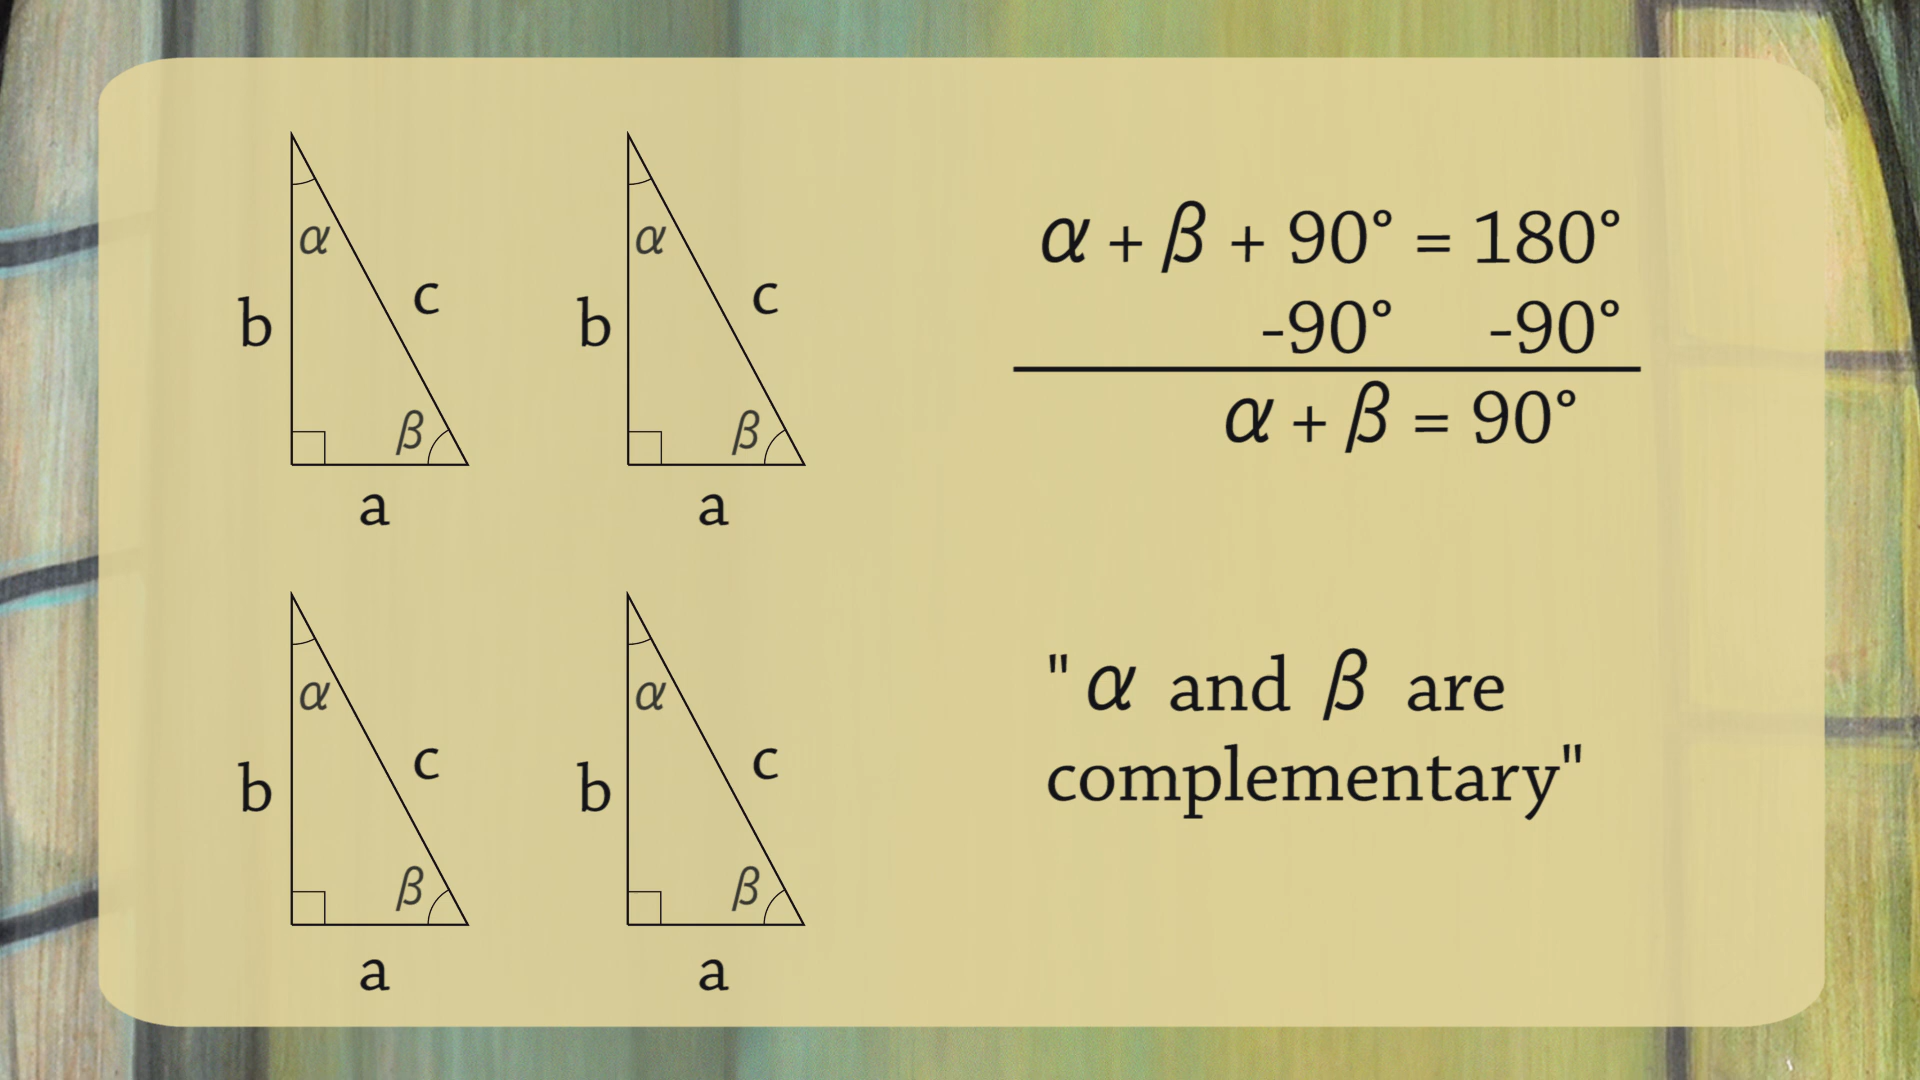 α
b
c
β
a
α
b
c
β
a
α + β + 90° = 180°
-90° -90°
α + β = 90°
α
b
c
β
a
α
b
c
β
a
"α and β are
complementary"